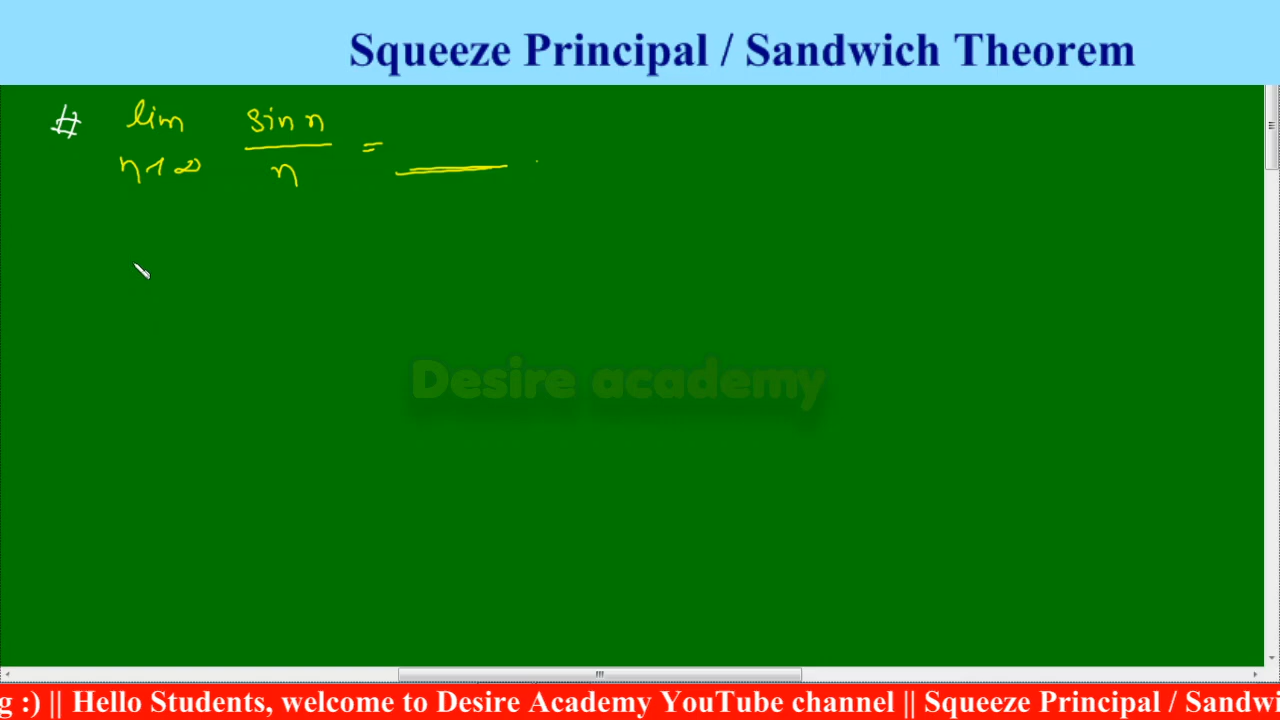 Squeeze Principal / Sandwich Theorem
# lim n→∞ sin n / n = ____
Desire academy
g :) || Hello Students, welcome to Desire Academy YouTube channel || Squeeze Principal / Sandwi